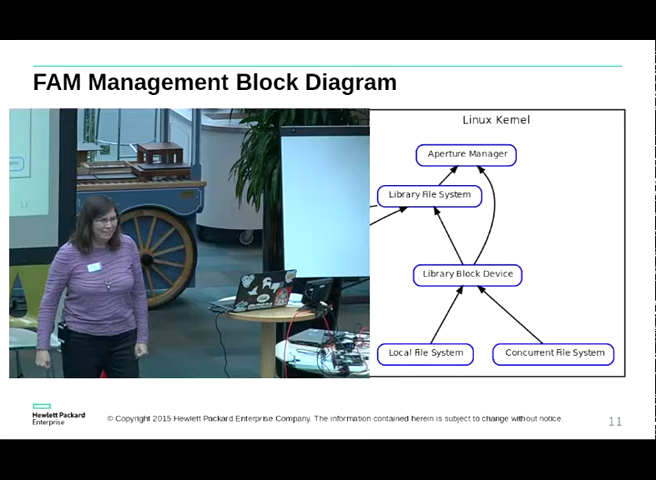 FAM Management Block Diagram
Linux Kernel
Aperture Manager
Library File System
Library Block Device
Local File System
Concurrent File System
Hewlett Packard
Enterprise
© Copyright 2015 Hewlett Packard Enterprise Company. The information contained herein is subject to change without notice.
11